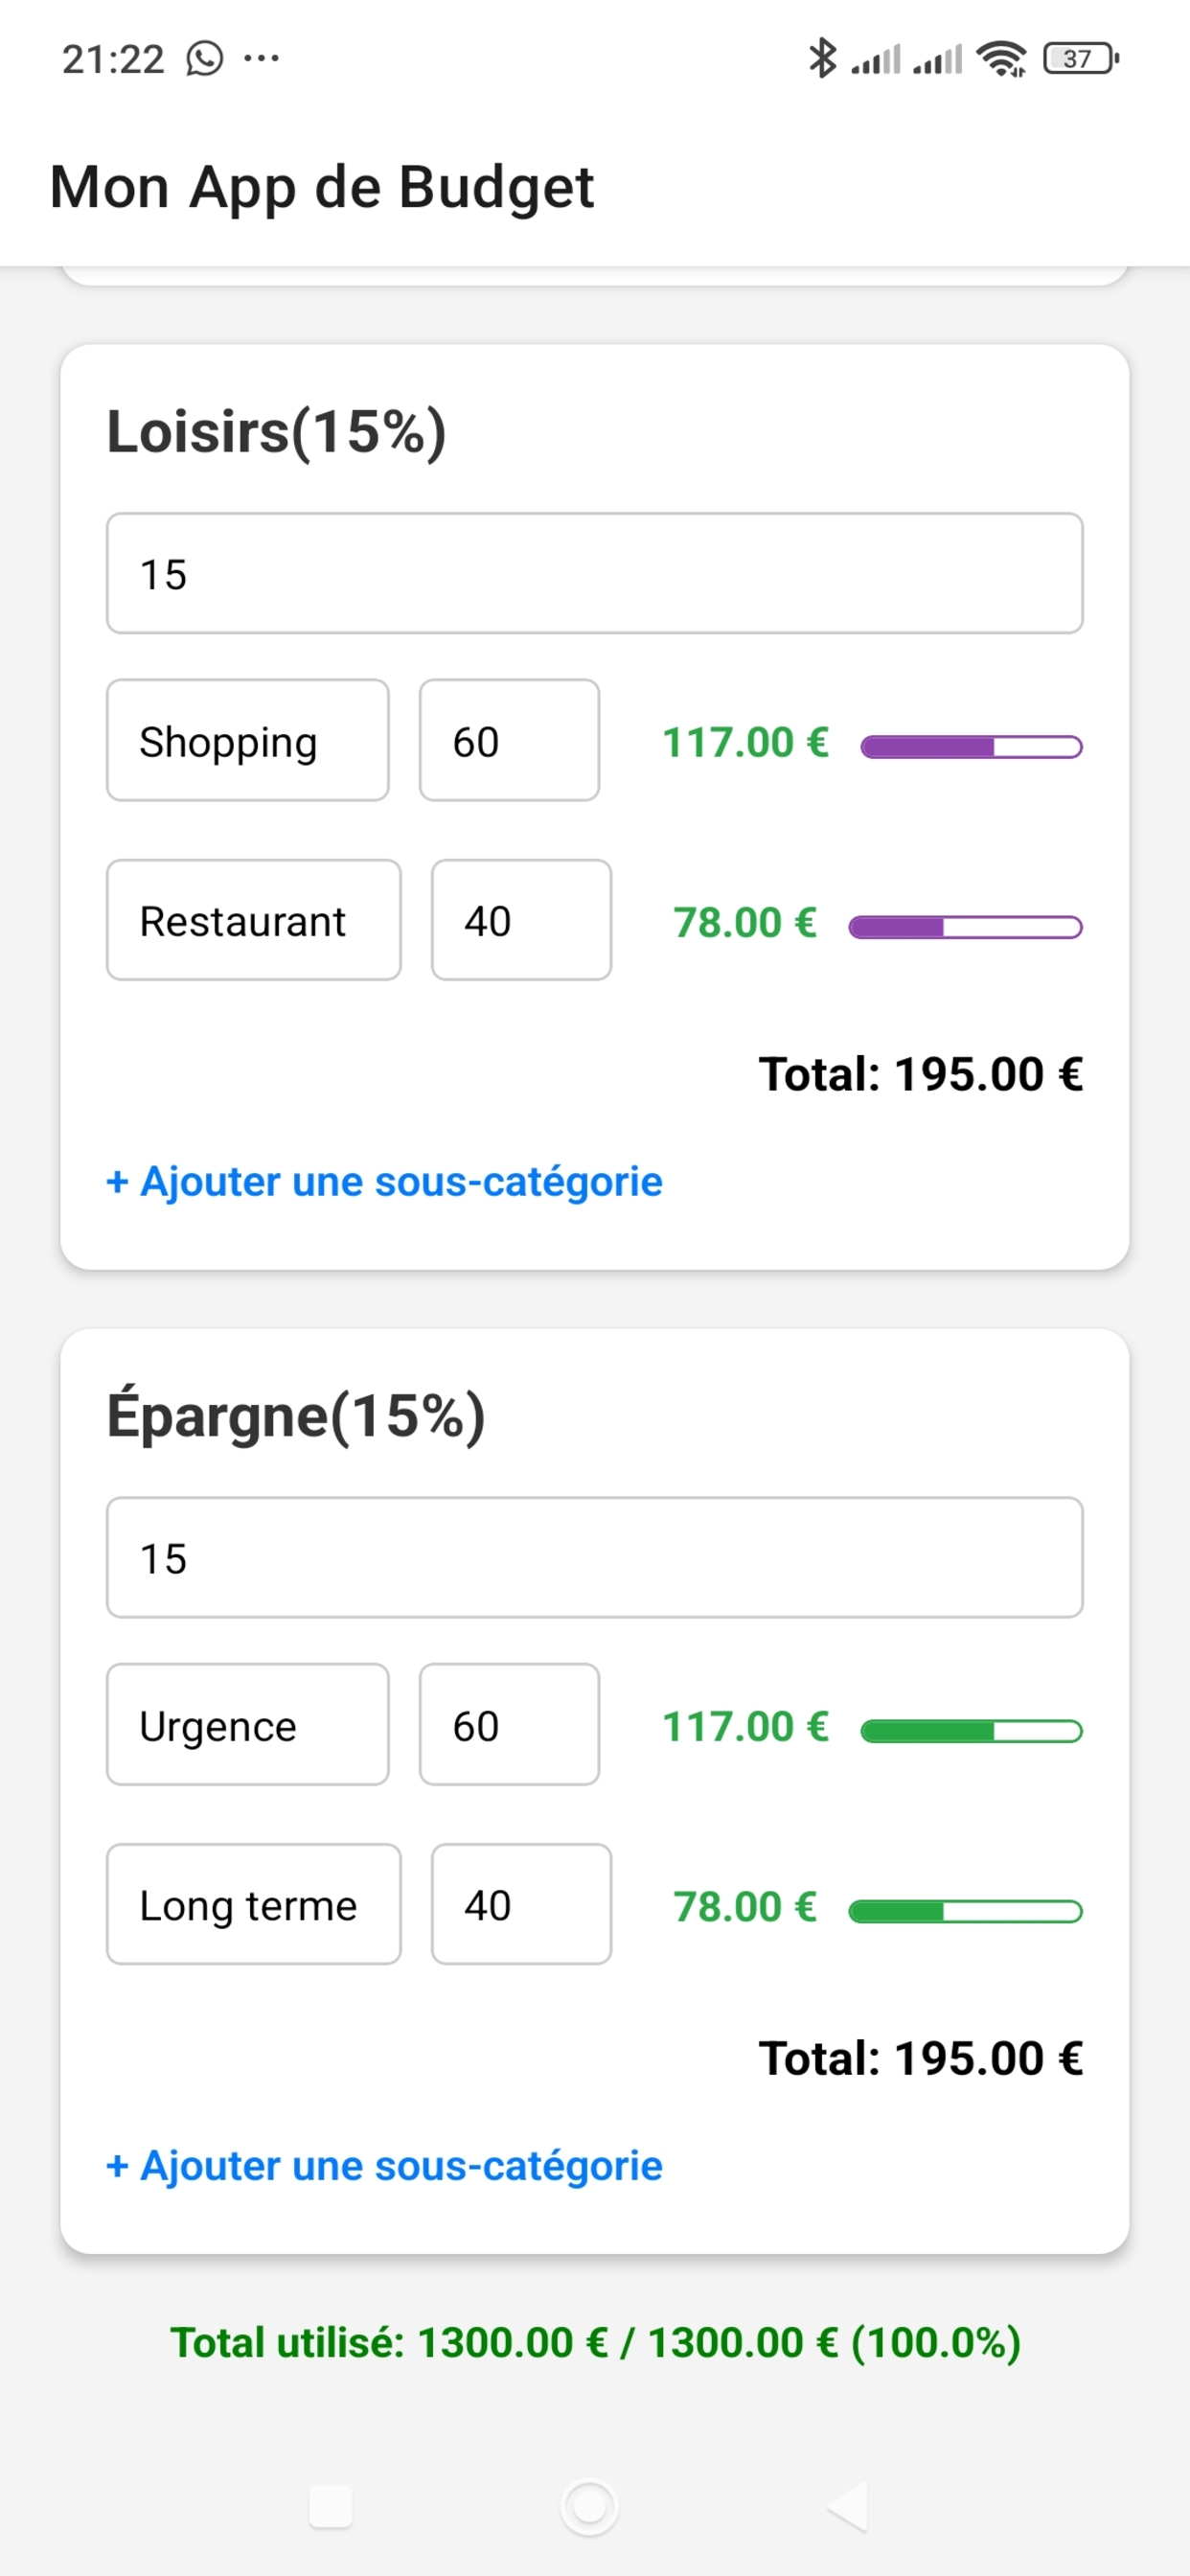 21:22 ... 37
Mon App de Budget
Loisirs(15%)
15
Shopping 60 117.00 €
Restaurant 40 78.00 €
Total: 195.00 €
+ Ajouter une sous-catégorie
Épargne(15%)
15
Urgence 60 117.00 €
Long terme 40 78.00 €
Total: 195.00 €
+ Ajouter une sous-catégorie
Total utilisé: 1300.00 € / 1300.00 € (100.0%)